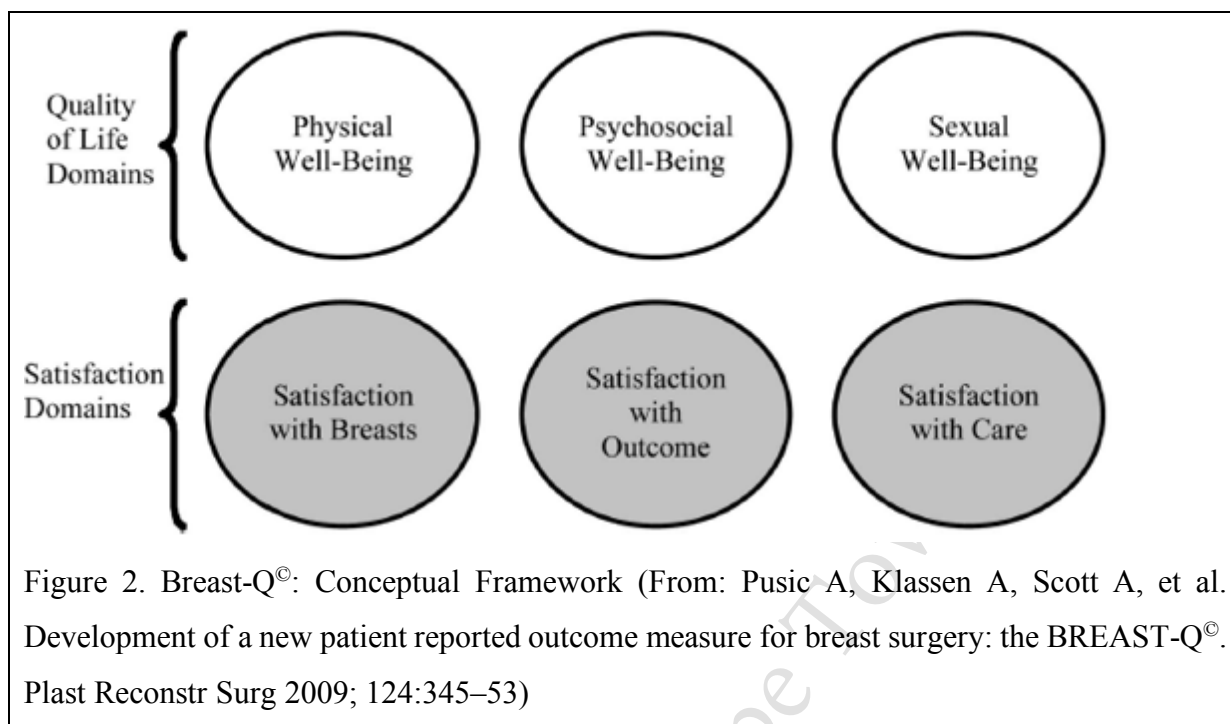 Quality
of Life
Domains
Physical
Well-Being
Psychosocial
Well-Being
Sexual
Well-Being
Satisfaction
Domains
Satisfaction
with Breasts
Satisfaction
with
Outcome
Satisfaction
with Care
Figure 2. Breast-Q©: Conceptual Framework (From: Pusic A, Klassen A, Scott A, et al.
Development of a new patient reported outcome measure for breast surgery: the BREAST-Q©.
Plast Reconstr Surg 2009; 124:345–53)